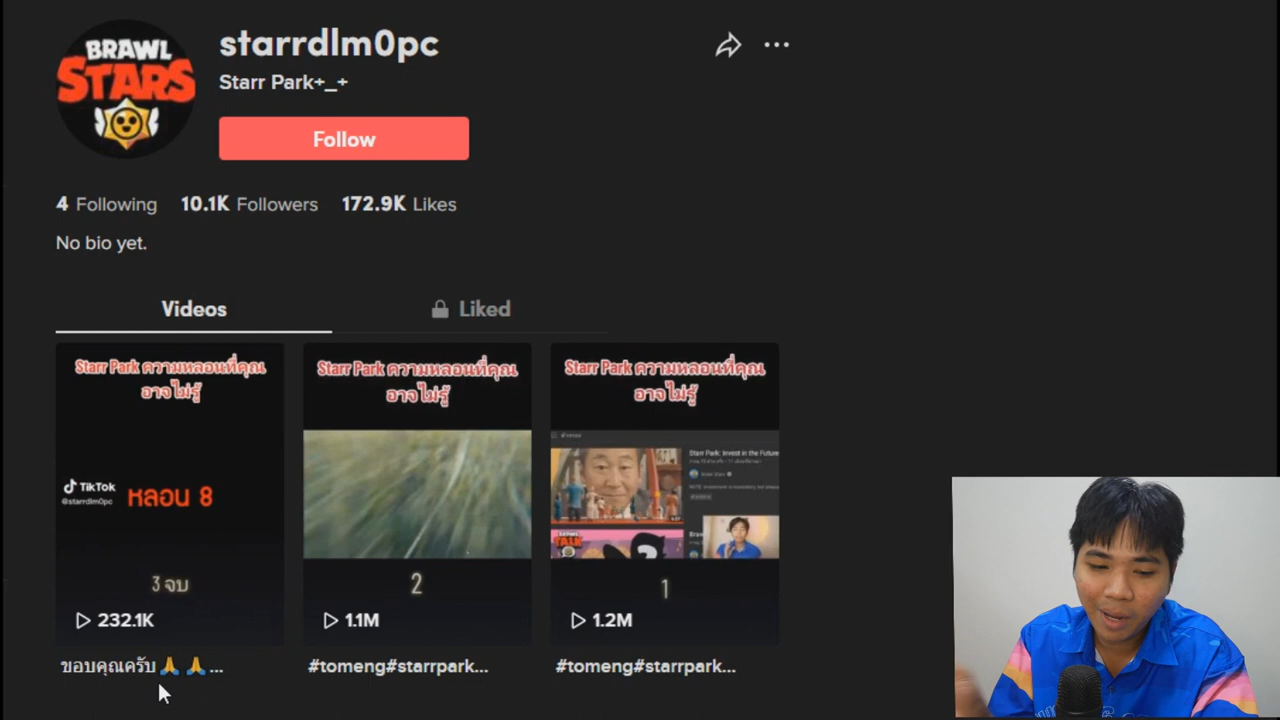 BRAWL
STARS
starrdlm0pc
Starr Park+_+
Follow
4 Following 10.1K Followers 172.9K Likes
No bio yet.
Videos
Liked
Starr Park ความหลอนที่คุณ
อาจไม่รู้
TikTok
@starrdlm0pc
หลอน 8
3 จบ
232.1K
ขอบคุณครับ🙏 🙏 ...
Starr Park ความหลอนที่คุณ
อาจไม่รู้
2
1.1M
#tomeng#starrpark...
Starr Park ความหลอนที่คุณ
อาจไม่รู้
Starr Park: Invest in the Future
BRAWL
TALK
1
1.2M
#tomeng#starrpark...